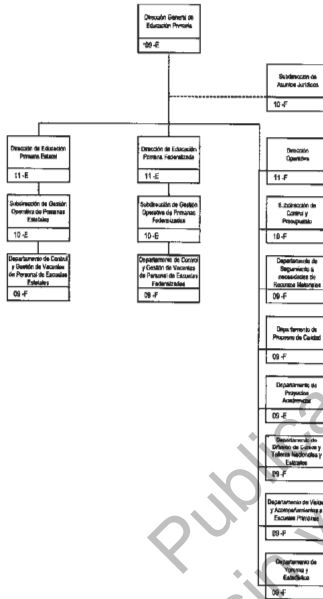 Dirección General de
Educación Primaria
Subdirección de
Asuntos Jurídicos
10 -F
Dirección de Educación
Primaria Estatal
11 -E
Dirección de Educación
Primaria Federalizada
11 -E
Dirección
Operativa
11 -F
Subdirección de Gestión
Operativa de Primarias
Estatales
10 -E
Subdirección de Gestión
Operativa de Primarias
Federalizadas
10 -E
Subdirección de
Control y
Presupuesto
10 -F
Departamento de Control
y Gestión de Vacantes
de Personal de Escuelas
Estatales
09 -F
Departamento de Control
y Gestión de Vacantes
de Personal de Escuelas
Federalizadas
09 -F
Departamento de
Seguimiento a
necesidades de
Recursos Materiales
09 -F
Departamento de
Programa de Calidad
09 -F
Departamento de
Proyectos
Académicos
09 -E
Departamento de
Difusión de Cursos y
Talleres Nacionales y
Estatales
09 -F
Departamento de
y Acompañamientos a
Escuelas Primarias
09 -F
Departamento de
y
Estadística
09 -F
Publica
sin v